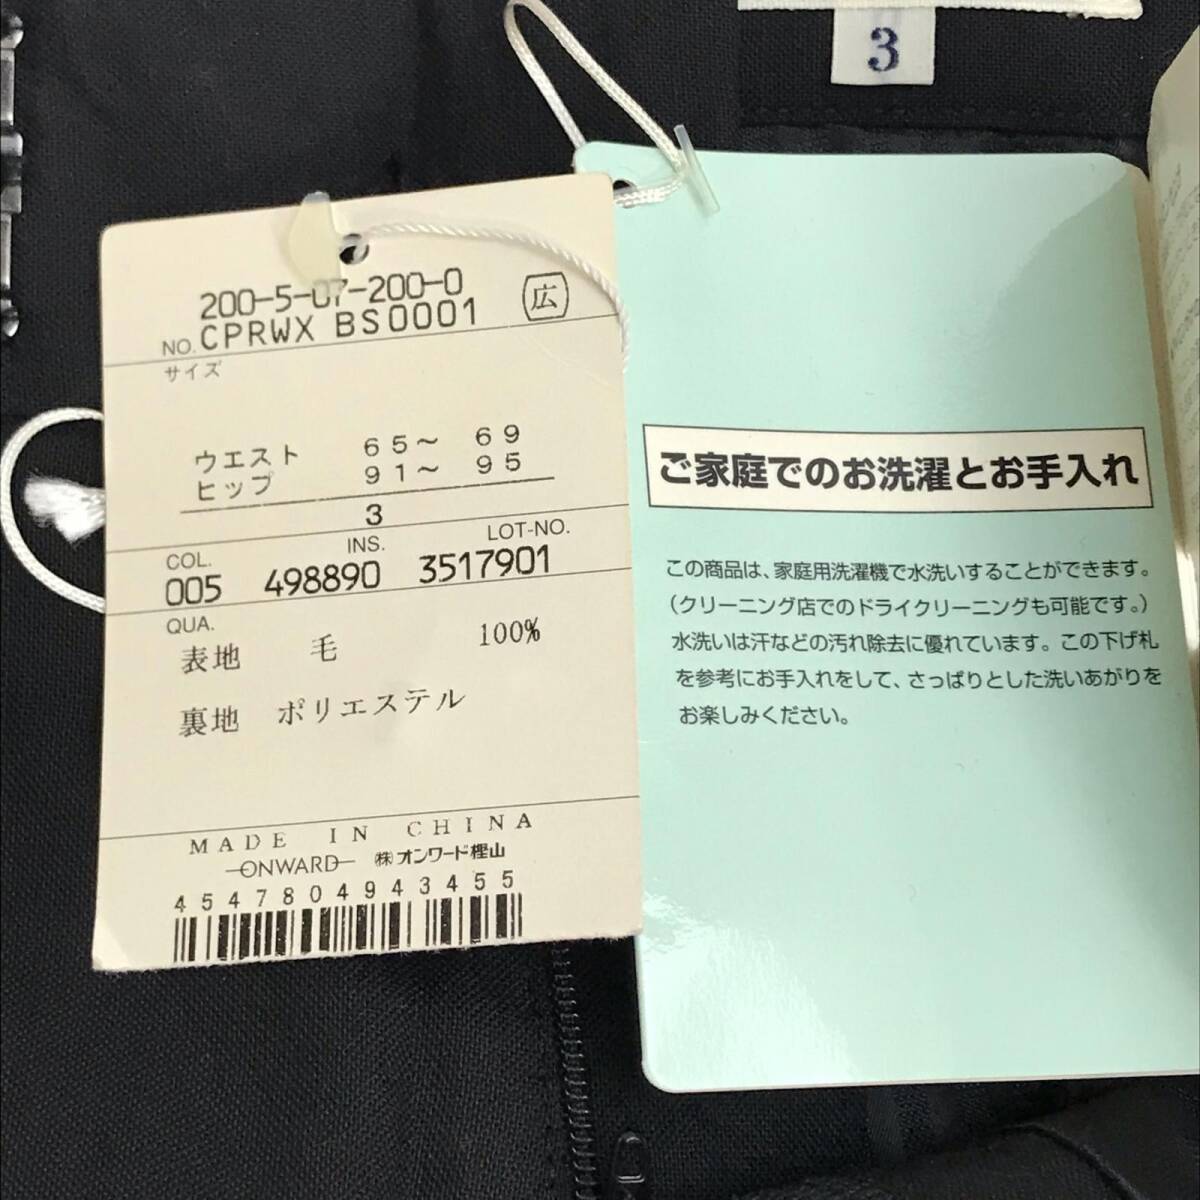 3
200-5-07-200-0
NO. CPRWX BS0001 広
サイズ
ウエスト 65～ 69
ヒップ 91～ 95
3
COL. INS. LOT-NO.
005 498890 3517901
QUA.
表地 毛 100%
裏地 ポリエステル
MADE IN CHINA
ONWARD ㈱オンワード樫山
4547804943455
ご家庭でのお洗濯とお手入れ
この商品は、家庭用洗濯機で水洗いすることができます。
(クリーニング店でのドライクリーニングも可能です。)
水洗いは汗などの汚れ除去に優れています。この下げ札
を参考にお手入れをして、さっぱりとした洗いあがりを
お楽しみください。